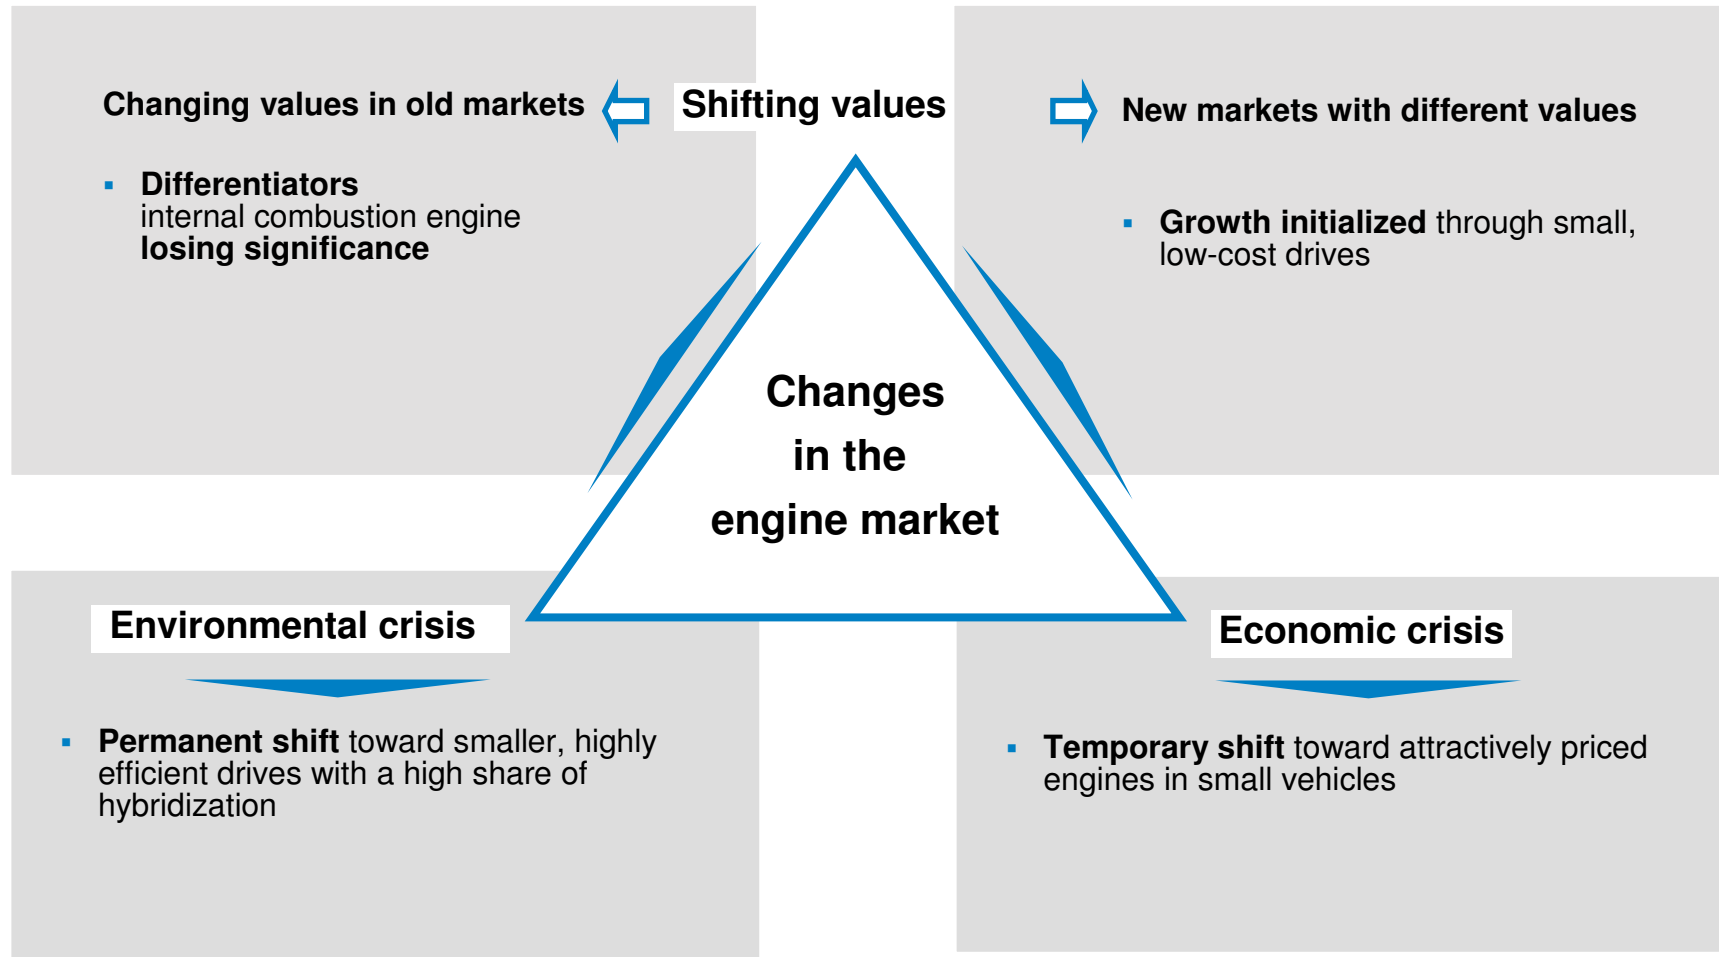 Changing values in old markets
Shifting values
New markets with different values
▪ Differentiators
internal combustion engine
losing significance
▪ Growth initialized through small,
low-cost drives
Changes
in the
engine market
Environmental crisis
Economic crisis
▪ Permanent shift toward smaller, highly
efficient drives with a high share of
hybridization
▪ Temporary shift toward attractively priced
engines in small vehicles